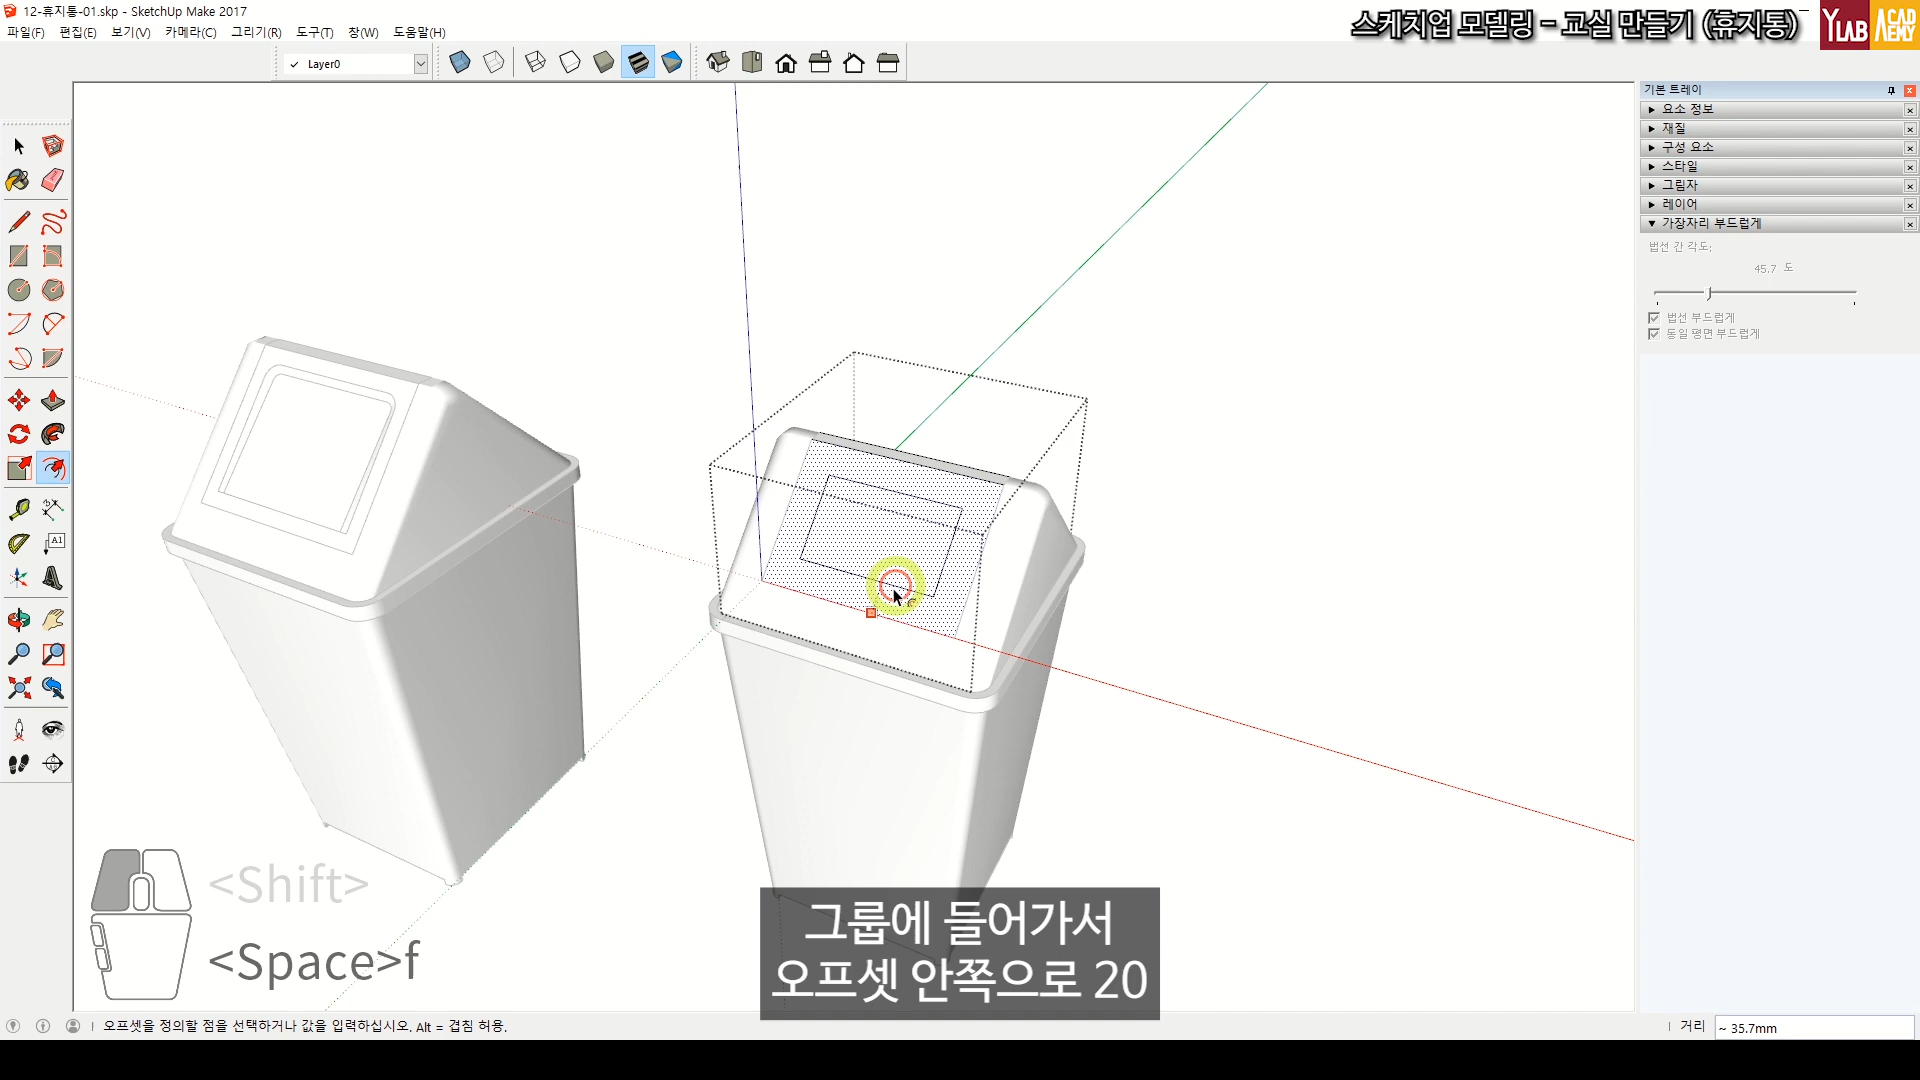 12-휴지통-01.skp - SketchUp Make 2017
파일(F) 편집(E) 보기(V) 카메라(C) 그리기(R) 도구(T) 창(W) 도움말(H)
스케치업 모델링 - 교실 만들기 (휴지통)
YLAB ACADEMY
Layer0
기본 트레이
요소 정보
재질
구성 요소
스타일
그림자
레이어
가장자리 부드럽게
법선 간 각도:
45.7 도
법선 부드럽게
동일 평면 부드럽게
A1
<Shift>
<Space>f
그룹에 들어가서
오프셋 안쪽으로 20
오프셋을 정의할 점을 선택하거나 값을 입력하십시오. Alt = 겹침 허용.
거리 ~ 35.7mm